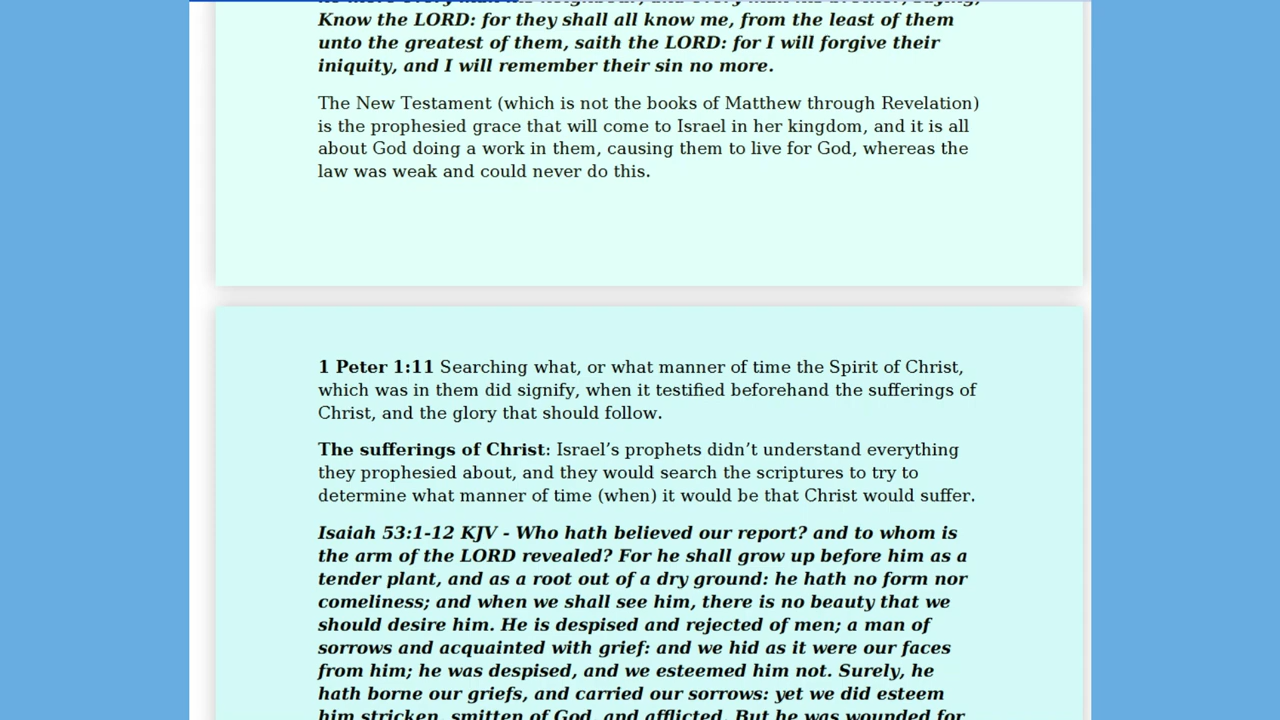 Know the LORD: for they shall all know me, from the least of them
unto the greatest of them, saith the LORD: for I will forgive their
iniquity, and I will remember their sin no more.
The New Testament (which is not the books of Matthew through Revelation)
is the prophesied grace that will come to Israel in her kingdom, and it is all
about God doing a work in them, causing them to live for God, whereas the
law was weak and could never do this.
1 Peter 1:11 Searching what, or what manner of time the Spirit of Christ,
which was in them did signify, when it testified beforehand the sufferings of
Christ, and the glory that should follow.
The sufferings of Christ: Israel’s prophets didn’t understand everything
they prophesied about, and they would search the scriptures to try to
determine what manner of time (when) it would be that Christ would suffer.
Isaiah 53:1-12 KJV - Who hath believed our report? and to whom is
the arm of the LORD revealed? For he shall grow up before him as a
tender plant, and as a root out of a dry ground: he hath no form nor
comeliness; and when we shall see him, there is no beauty that we
should desire him. He is despised and rejected of men; a man of
sorrows and acquainted with grief: and we hid as it were our faces
from him; he was despised, and we esteemed him not. Surely, he
hath borne our griefs, and carried our sorrows: yet we did esteem
him stricken, smitten of God, and afflicted. But he was wounded for